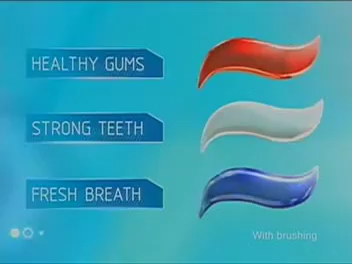 HEALTHY GUMS
STRONG TEETH
FRESH BREATH
With brushing